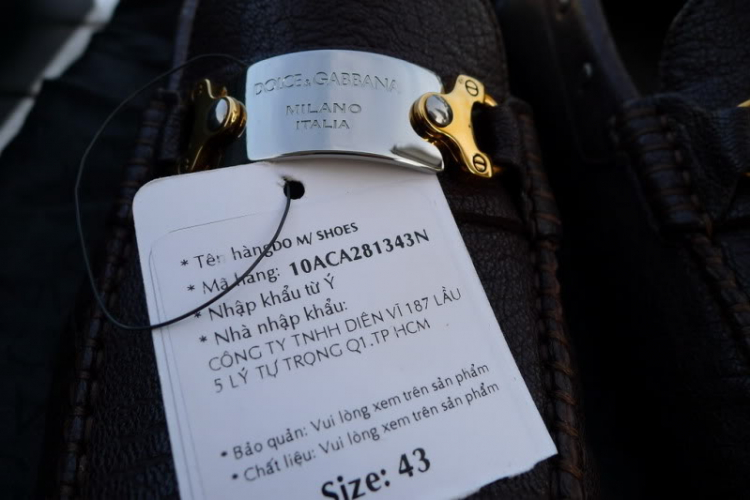 DOLCE & GABBANA
MILANO
ITALIA
* Tên hàng DO M/ SHOES
* Mã hàng: 10ACA281343N
* Nhập khẩu từ Ý
* Nhà nhập khẩu:
CÔNG TY TNHH DIÊN VĨ 187 LẦU
5 LÝ TỰ TRỌNG Q1.TP HCM
* Bảo quản: Vui lòng xem trên sản phẩm
* Chất liệu: Vui lòng xem trên sản phẩm
Size: 43